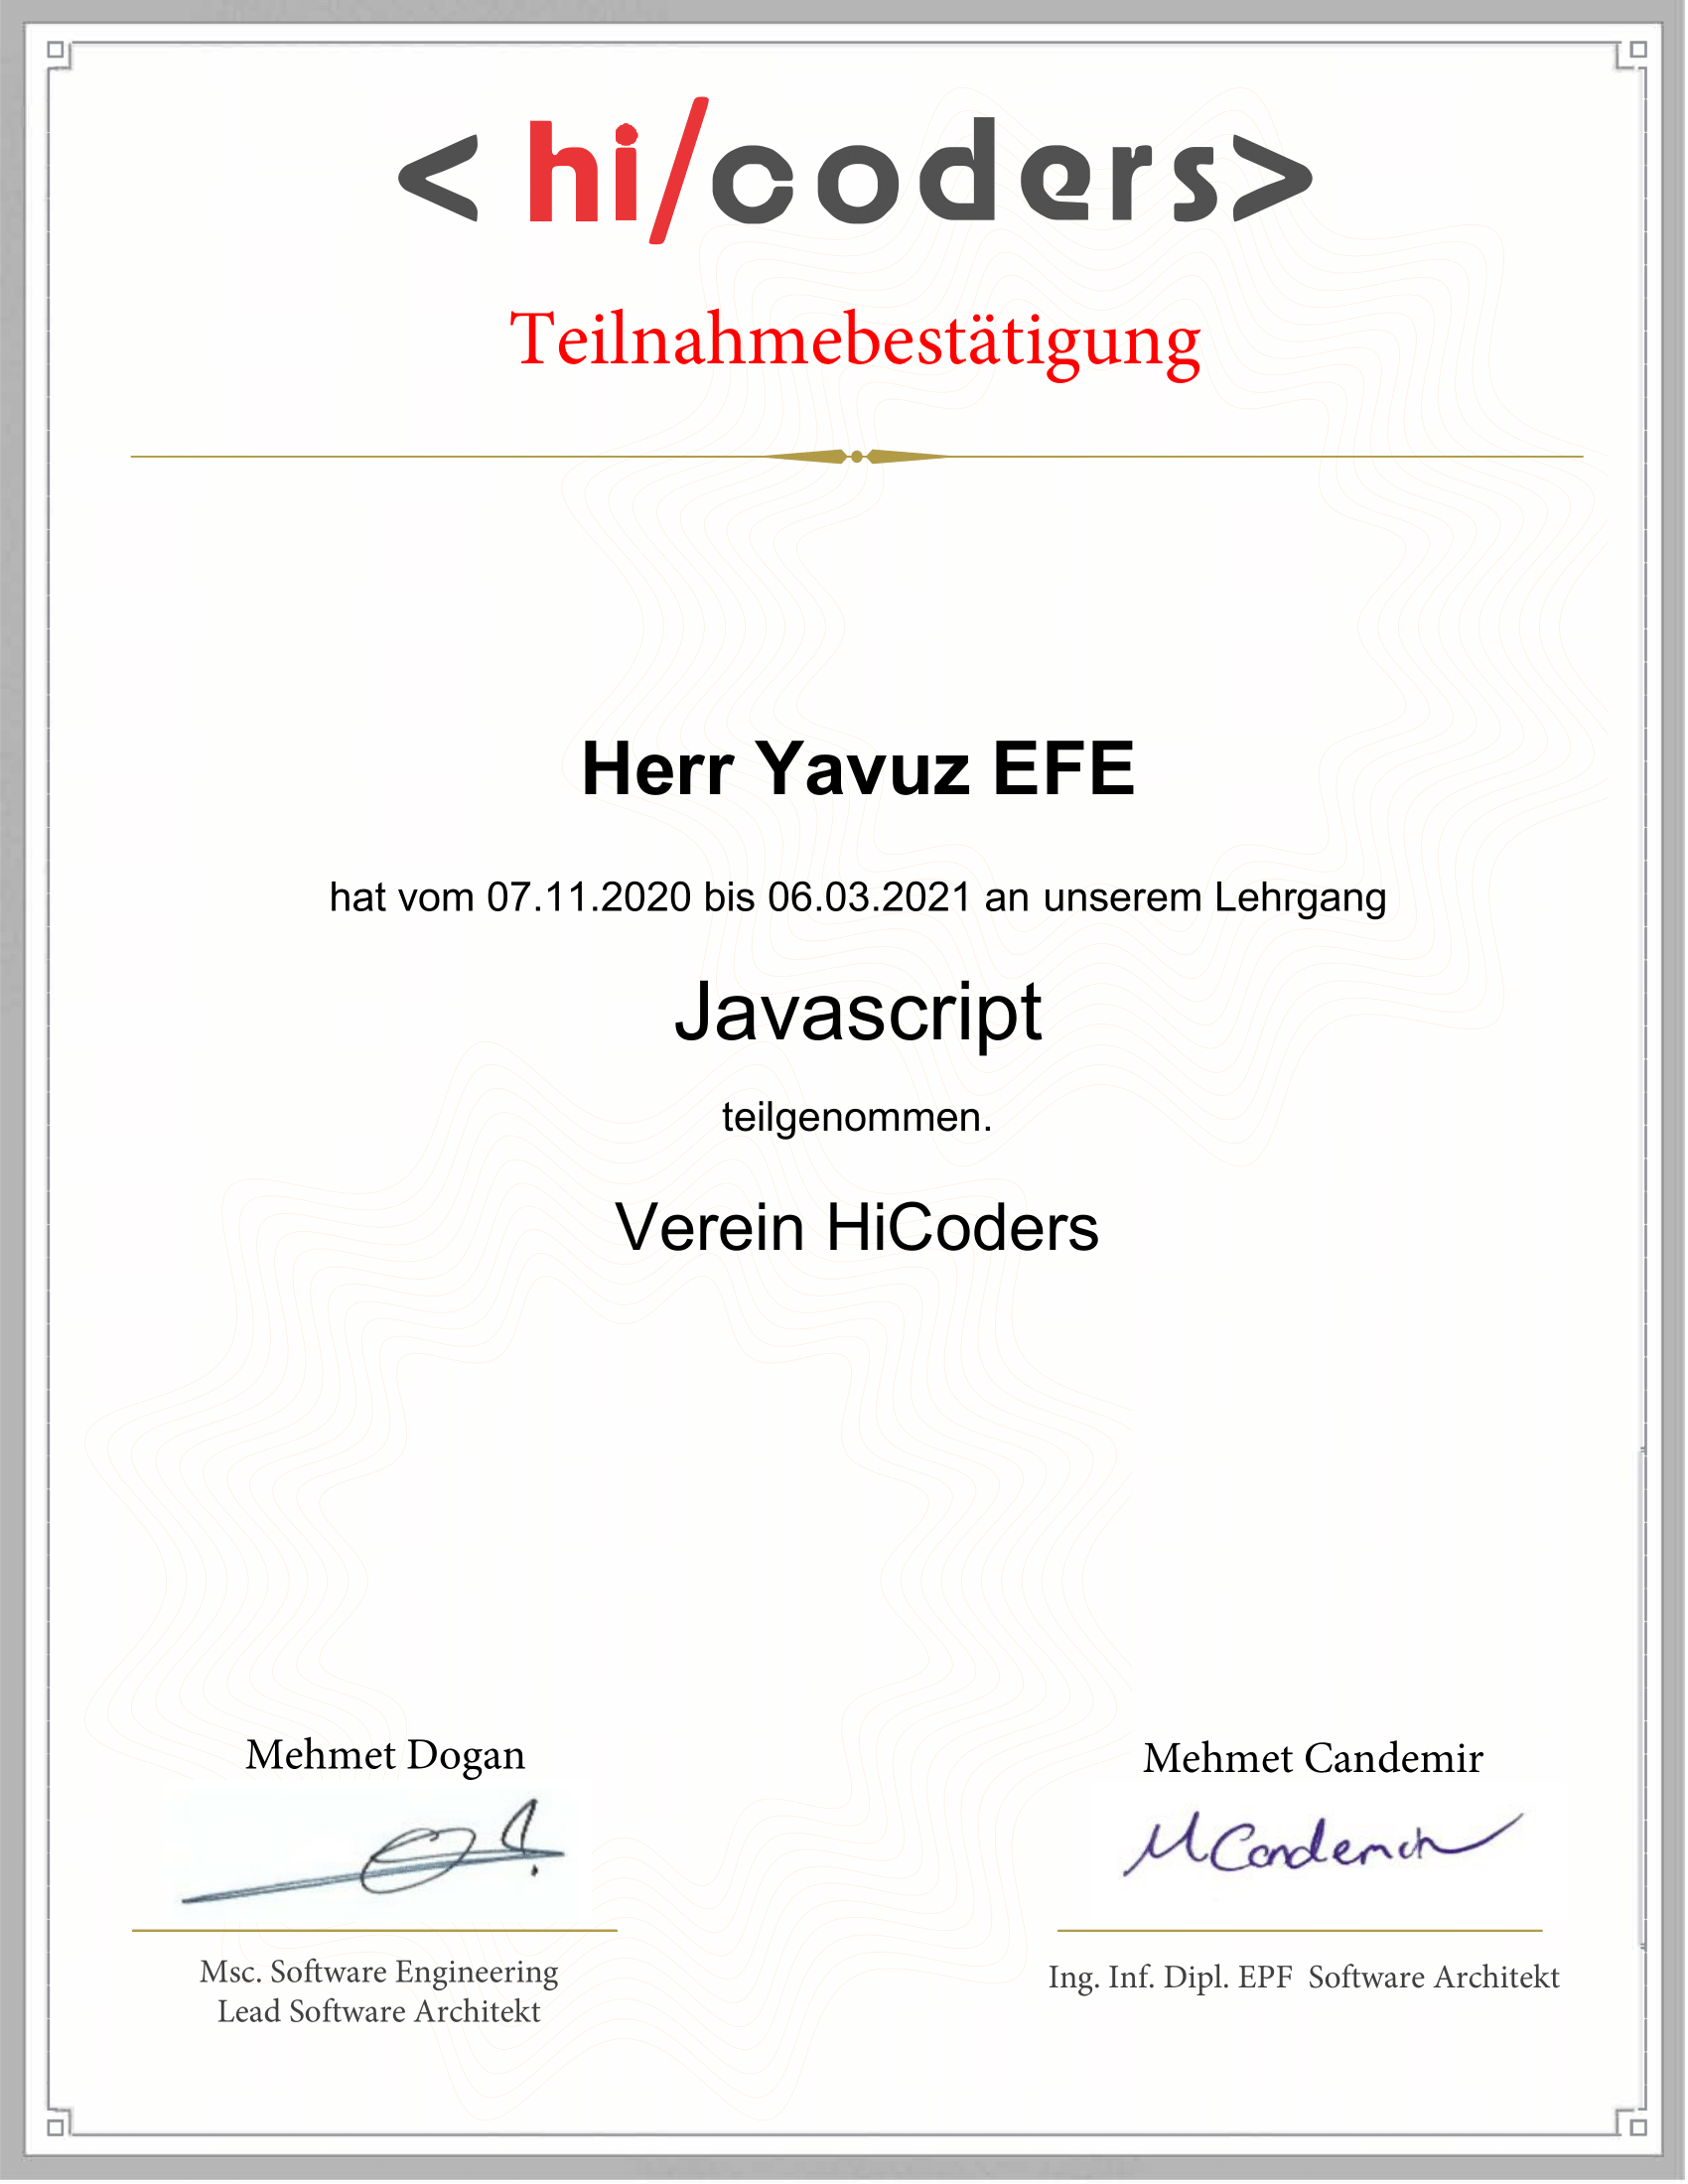 < hi/coders>
Teilnahmebestätigung
Herr Yavuz EFE
hat vom 07.11.2020 bis 06.03.2021 an unserem Lehrgang
Javascript
teilgenommen.
Verein HiCoders
Mehmet Dogan
Mehmet Candemir
M Candemir
Msc. Software Engineering
Lead Software Architekt
Ing. Inf. Dipl. EPF  Software Architekt